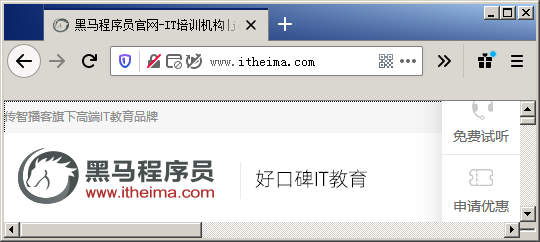 黑马程序员官网-IT培训机构|
www.itheima.com
传智播客旗下高端IT教育品牌
免费试听
黑马程序员
www.itheima.com
好口碑IT教育
申请优惠